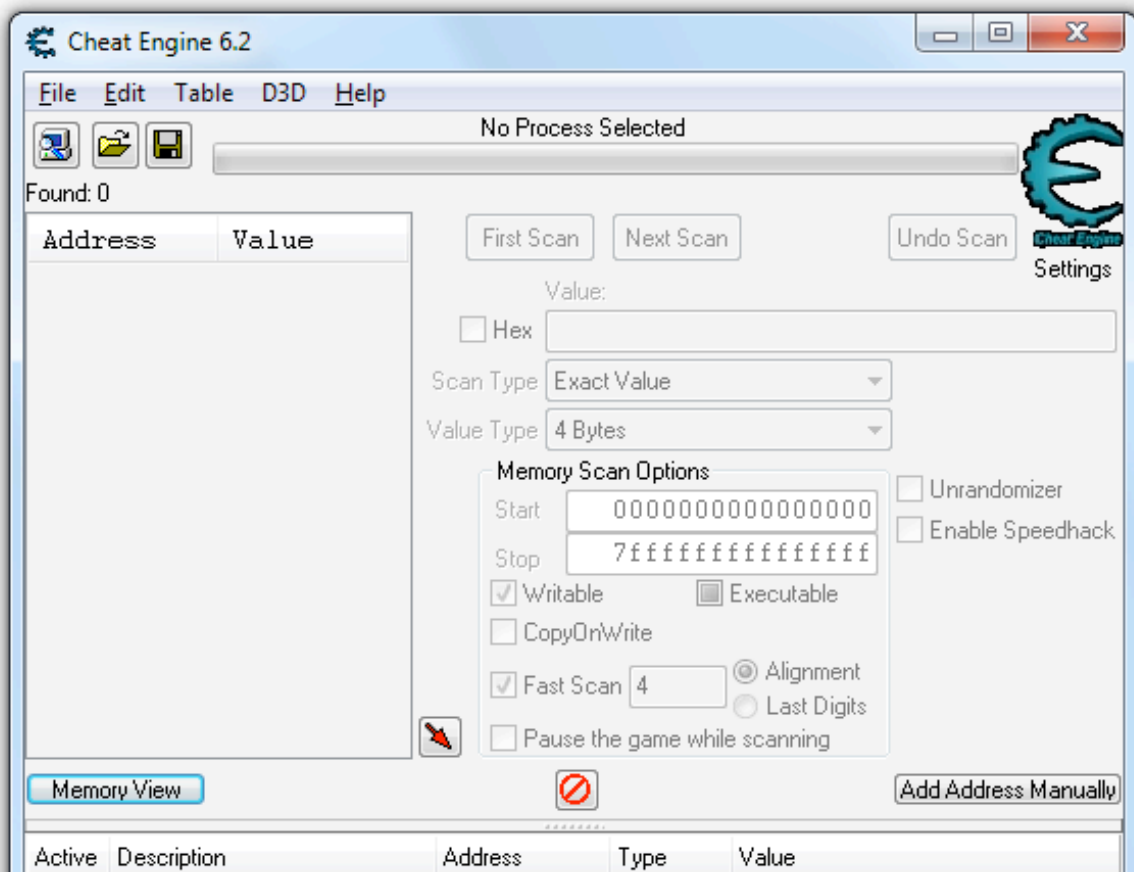 Cheat Engine 6.2
File Edit Table D3D Help
No Process Selected
Found: 0
Address Value
First Scan Next Scan Undo Scan
Cheat Engine
Settings
Value:
Hex
Scan Type Exact Value
Value Type 4 Bytes
Memory Scan Options
Start 0000000000000000
Stop 7fffffffffffffff
Unrandomizer
Enable Speedhack
Writable Executable
CopyOnWrite
Fast Scan 4 Alignment
Last Digits
Pause the game while scanning
Memory View Add Address Manually
Active Description Address Type Value